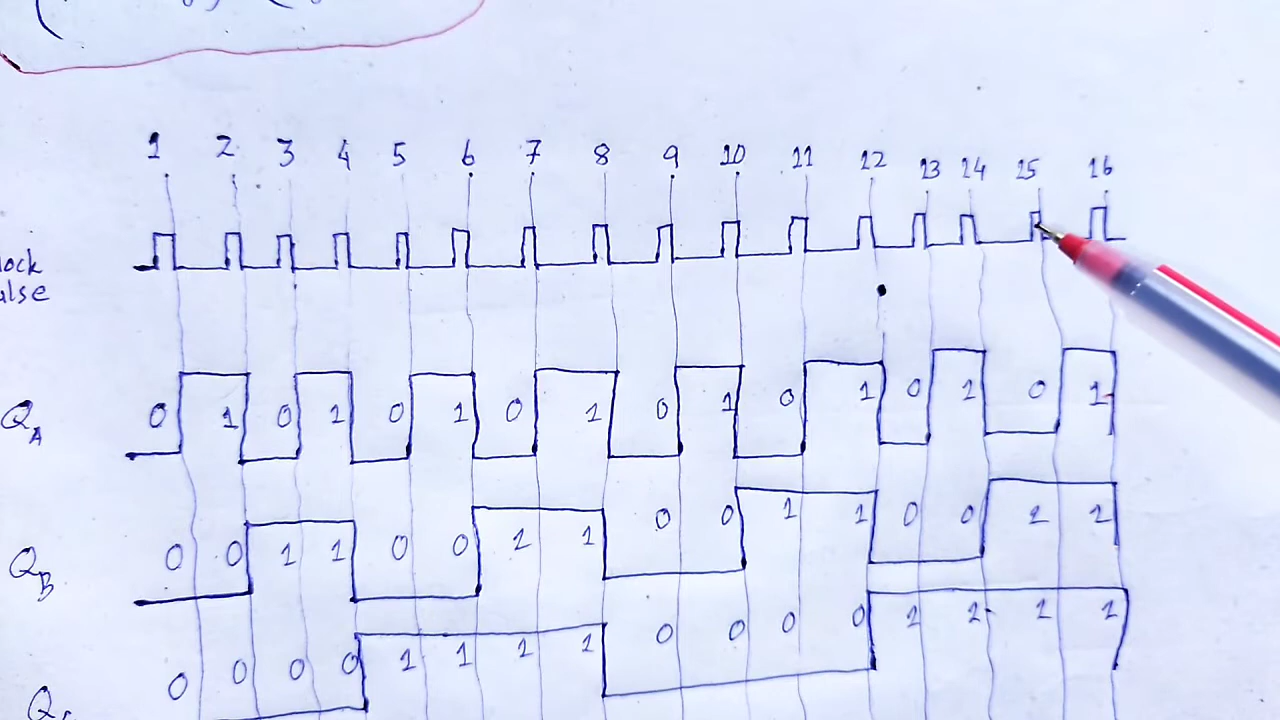 1 2 3 4 5 6 7 8 9 10 11 12 13 14 15 16
lock
ulse
QA 0 1 0 1 0 1 0 1 0 1 0 1 0 1 0 1
QB 0 0 1 1 0 0 1 1 0 0 1 1 0 0 1 1
0 0 0 0 1 1 1 1 0 0 0 0 1 1 1 1